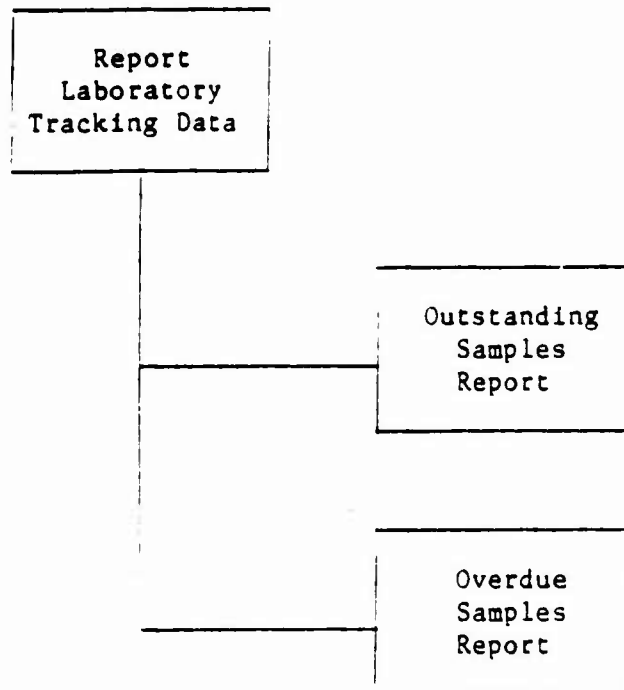 Report
Laboratory
Tracking Data
Outstanding
Samples
Report
Overdue
Samples
Report